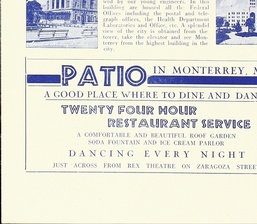 ved by our young engineers. In this
building are housed all the Federal
Offices including the postal and tele-
graph offices, the Health Department
Laboratories and Office, etc. A splendid
view of the city is obtained from the
tower, take the elevator and see Mon-
terrey from the highest building in the
city.
PATIO IN MONTERREY, M
A GOOD PLACE WHERE TO DINE AND DAN
TWENTY FOUR HOUR
RESTAURANT SERVICE
A COMFORTABLE AND BEAUTIFUL ROOF GARDEN
SODA FOUNTAIN AND ICE CREAM PARLOR
DANCING EVERY NIGHT
JUST ACROSS FROM REX THEATRE ON ZARAGOZA STREE